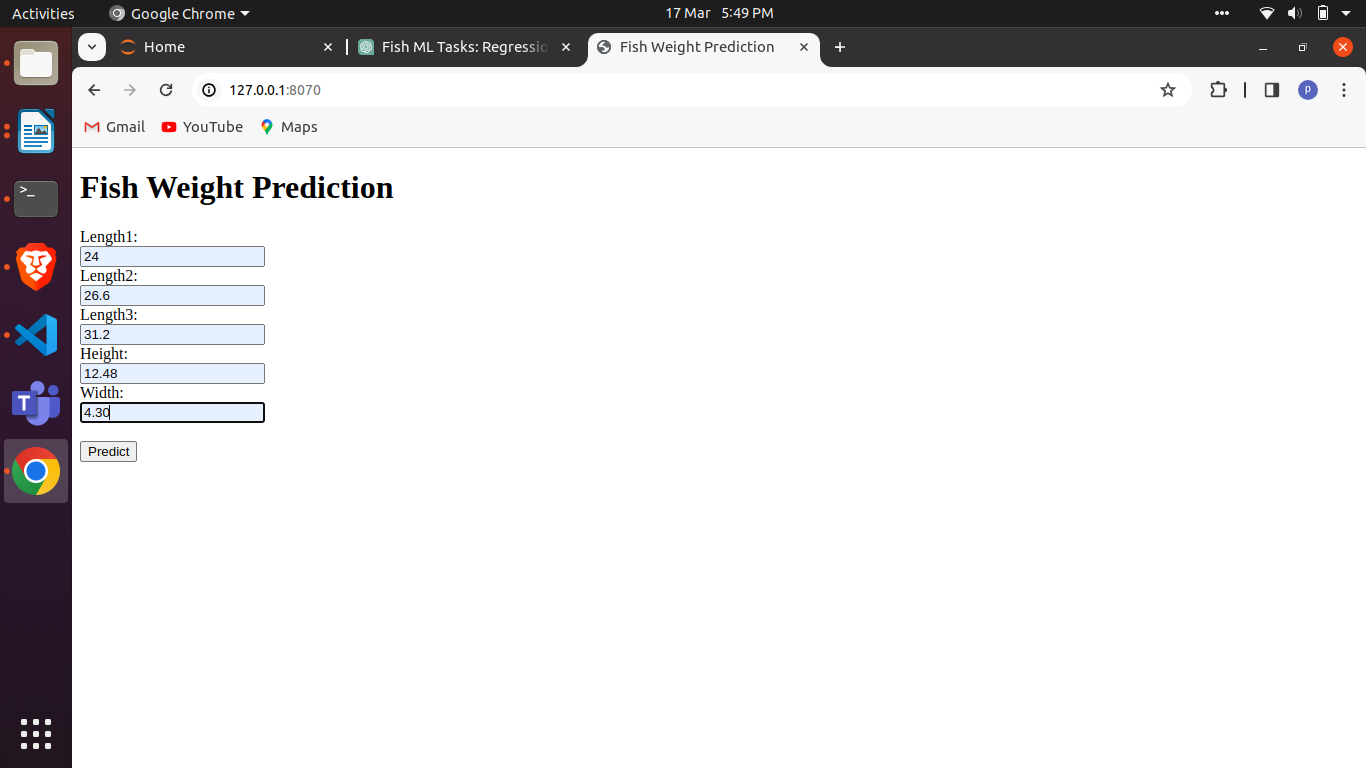 Activities Google Chrome 17 Mar 5:49 PM
Home Fish ML Tasks: Regressio Fish Weight Prediction
127.0.0.1:8070 p
Gmail YouTube Maps
>_
T
Fish Weight Prediction
Length1:
24
Length2:
26.6
Length3:
31.2
Height:
12.48
Width:
4.30
Predict